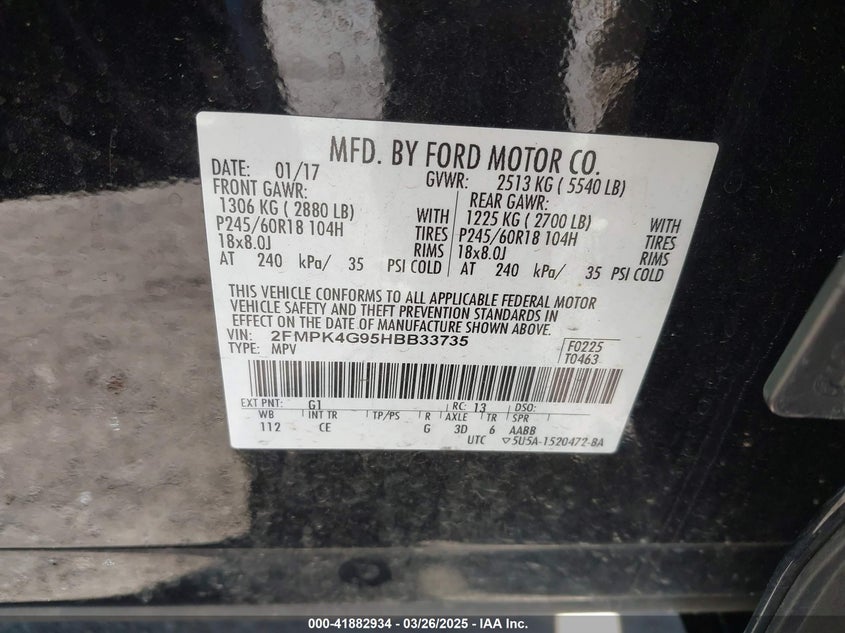 MFD. BY FORD MOTOR CO.
DATE: 01/17 GVWR: 2513 KG ( 5540 LB)
FRONT GAWR: REAR GAWR:
1306 KG ( 2880 LB) WITH 1225 KG ( 2700 LB) WITH
P245/60R18 104H TIRES P245/60R18 104H TIRES
18x8.0J RIMS 18x8.0J RIMS
AT 240 kPa/ 35 PSI COLD AT 240 kPa/ 35 PSI COLD
THIS VEHICLE CONFORMS TO ALL APPLICABLE FEDERAL MOTOR
VEHICLE SAFETY AND THEFT PREVENTION STANDARDS IN
EFFECT ON THE DATE OF MANUFACTURE SHOWN ABOVE.
VIN: 2FMPK4G95HBB33735 F0225
TYPE: MPV T0463
EXT PNT: G1 RC: 13 DSO:
WB INT TR TP/PS R AXLE TR SPR
112 CE G 3D 6 AABB
UTC ▽5U5A-1520472-BA
000-41882934 - 03/26/2025 - IAA Inc.